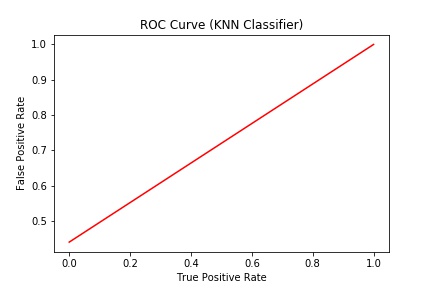 ROC Curve (KNN Classifier)
1.0
0.9
0.8
0.7
0.6
0.5
False Positive Rate
0.0 0.2 0.4 0.6 0.8 1.0
True Positive Rate